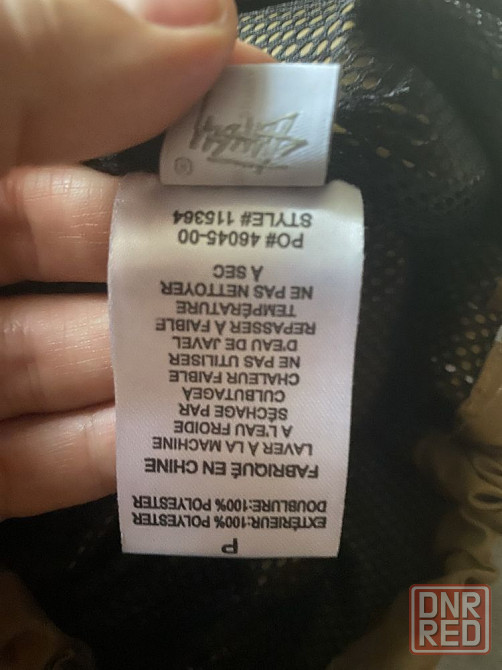 P
EXTÉRIEUR:100% POLYESTER
DOUBLURE:100% POLYESTER
FABRIQUÉ EN CHINE
LAVER À LA MACHINE
A L'EAU FROIDE
SÉCHAGE PAR
CULBUTAGEÀ
CHALEUR FAIBLE
NE PAS UTILISER
D'EAU DE JAVEL
REPASSER À FAIBLE
TEMPÉRATURE
NE PAS NETTOYER
À SEC
PO# 46045-00
STYLE# 115364
Stüssy
®
DNR
RED